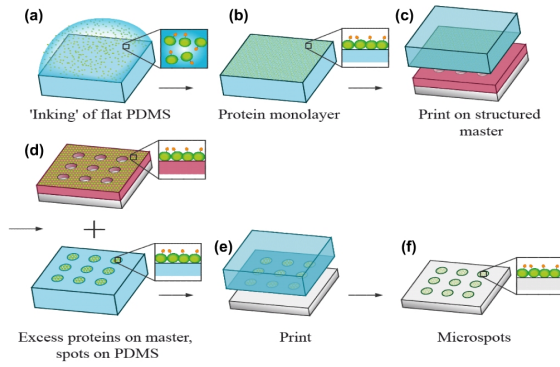 (a)
(b)
(c)
'Inking' of flat PDMS
Protein monolayer
Print on structured
master
(d)
Excess proteins on master,
spots on PDMS
(e)
Print
(f)
Microspots